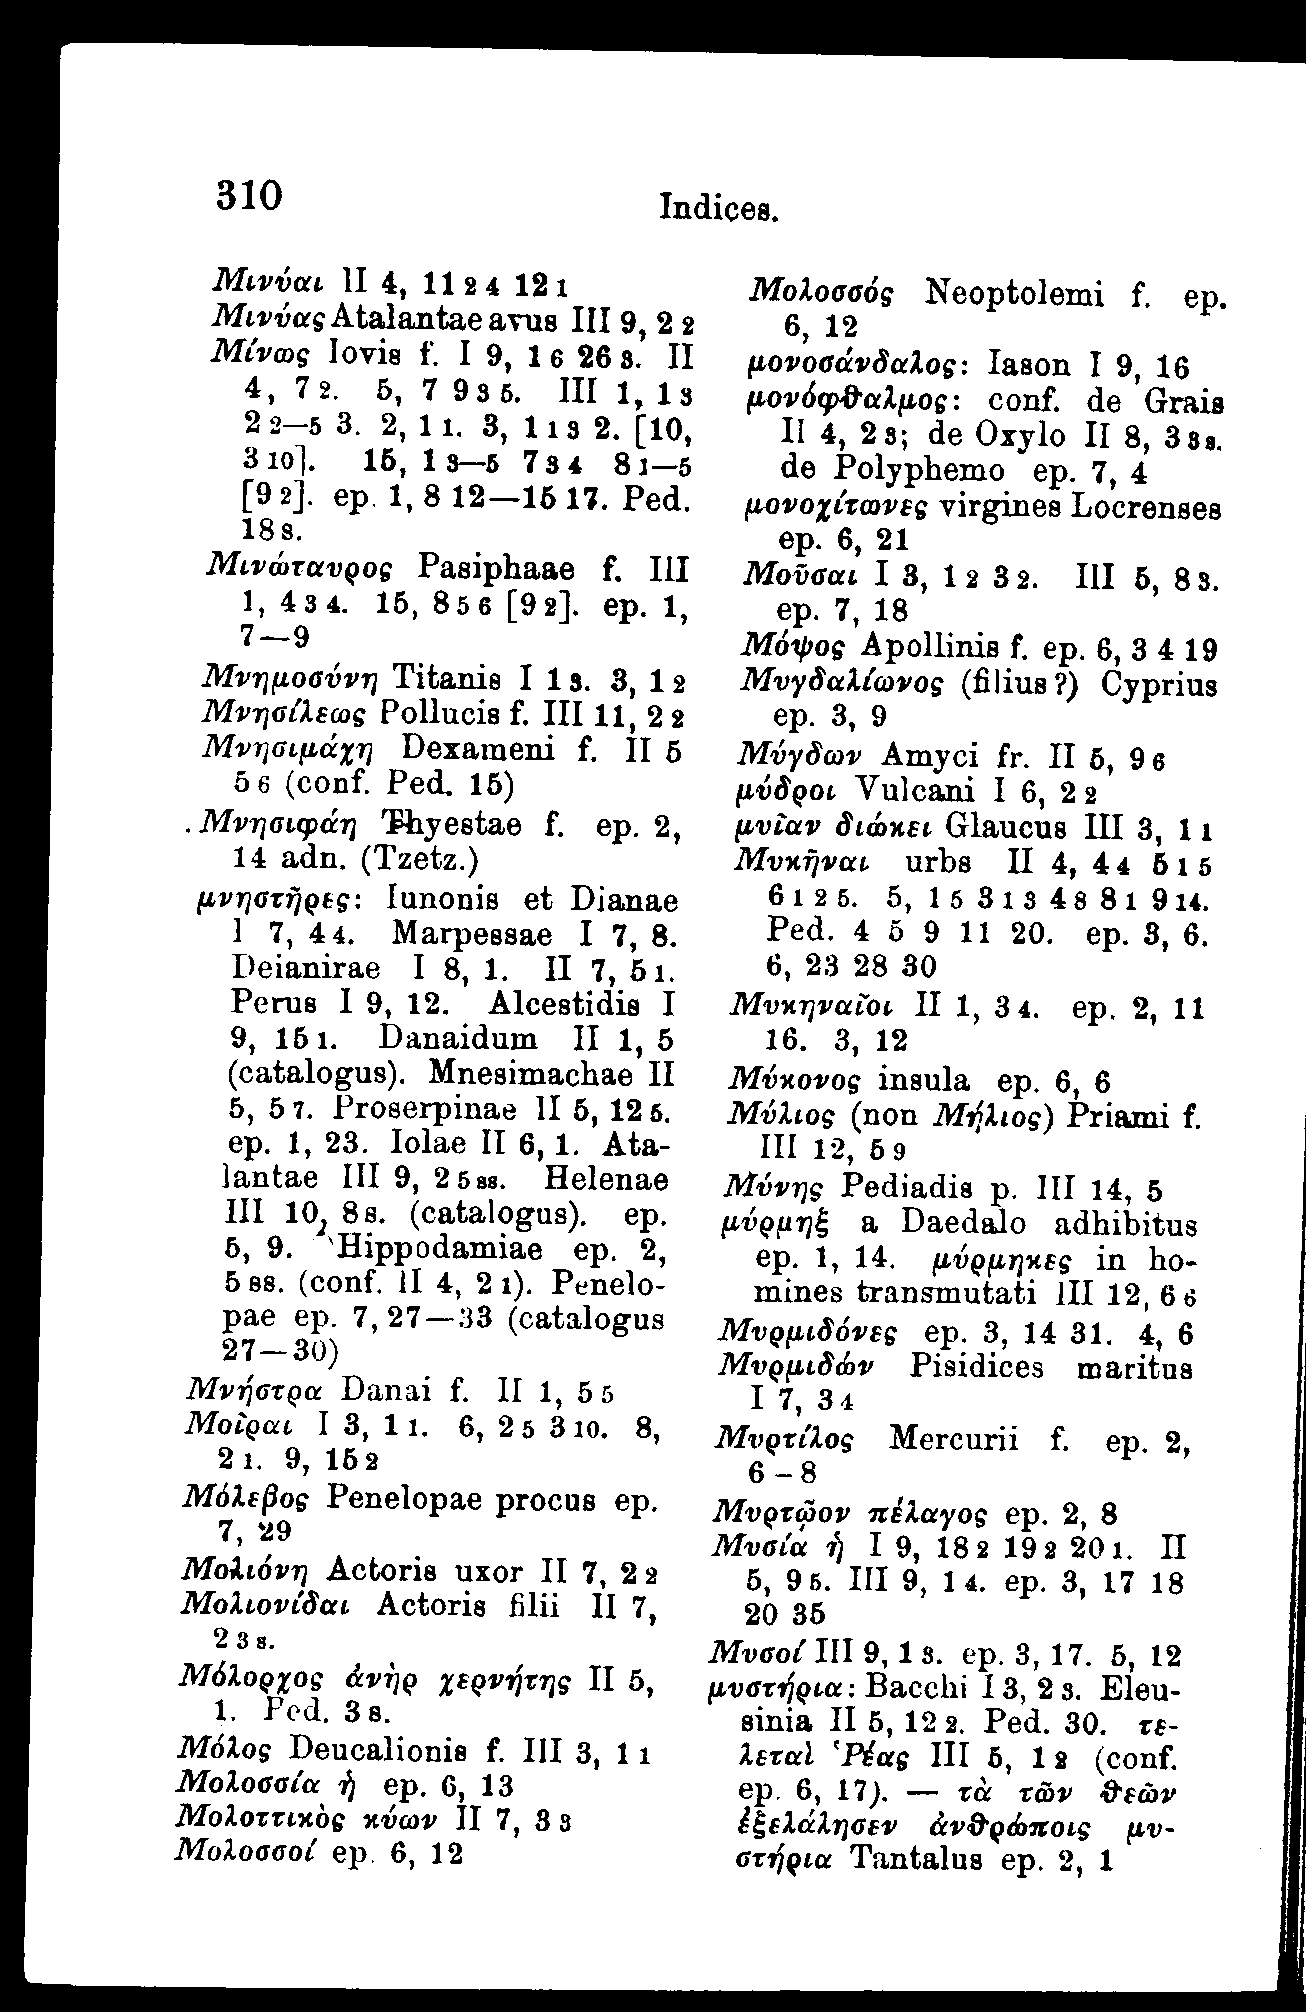 310
Indices.
Μινύαι II 4, 11 2 4 12 1
Μινύας Atalantae avus III 9, 2 2
Μίνως Iovis f. I 9, 1 6 26 3. II
4, 7 2. 5, 7 9 3 5. III 1, 1 3
2 2—5 3. 2, 1 1. 3, 1 1 3 2. [10,
3 10]. 15, 1 3—5 7 3 4 8 1—5
[9 2]. ep. 1, 8 12—15 17. Ped.
18 s.
Μινώταυρος Pasiphaae f. III
1, 4 3 4. 15, 8 5 6 [9 2]. ep. 1,
7—9
Μνημοσύνη Titanis I 1 3. 3, 1 2
Μνησίλεως Pollucis f. III 11, 2 2
Μνησιμάχη Dexameni f. II 5
5 6 (conf. Ped. 15)
Μνησιφάη Thyestae f. ep. 2,
14 adn. (Tzetz.)
μνηστῆρες: Iunonis et Dianae
I 7, 4 4. Marpessae I 7, 8.
Deianirae I 8, 1. II 7, 5 1.
Perus I 9, 12. Alcestidis I
9, 15 1. Danaidum II 1, 5
(catalogus). Mnesimachae II
5, 5 7. Proserpinae II 5, 12 5.
ep. 1, 23. Iolae II 6, 1. Ata-
lantae III 9, 2 5 ss. Helenae
III 10, 8 s. (catalogus). ep.
5, 9. Hippodamiae ep. 2,
5 ss. (conf. II 4, 2 1). Penelo-
pae ep. 7, 27—33 (catalogus
27—30)
Μνήστρα Danai f. II 1, 5 5
Μοῖραι I 3, 1 1. 6, 2 5 3 10. 8,
2 1. 9, 15 2
Μόλεβος Penelopae procus ep.
7, 29
Μολιόνη Actoris uxor II 7, 2 2
Μολιονίδαι Actoris filii II 7,
2 3 s.
Μόλορχος ἀνὴρ χερνήτης II 5,
1. Ped. 3 s.
Μόλος Deucalionis f. III 3, 1 1
Μολοσσία ἡ ep. 6, 13
Μολοττικὸς κύων II 7, 3 3
Μολοσσοί ep. 6, 12
Μολοσσός Neoptolemi f. ep.
6, 12
μονοσάνδαλος: Iason I 9, 16
μονόφθαλμος: conf. de Grais
II 4, 2 3; de Oxylo II 8, 3 3 s.
de Polyphemo ep. 7, 4
μονοχίτωνες virgines Locrenses
ep. 6, 21
Μοῦσαι I 3, 1 2 3 2. III 5, 8 3.
ep. 7, 18
Μόψος Apollinis f. ep. 6, 3 4 19
Μυγδαλίωνος (filius?) Cyprius
ep. 3, 9
Μύγδων Amyci fr. II 5, 9 6
μύδροι Vulcani I 6, 2 2
μυῖαν διώκει Glaucus III 3, 1 1
Μυκῆναι urbs II 4, 4 4 5 1 5
6 1 2 5. 5, 1 5 3 1 3 4 8 8 1 9 14.
Ped. 4 5 9 11 20. ep. 3, 6.
6, 23 28 30
Μυκηναῖοι II 1, 3 4. ep. 2, 11
16. 3, 12
Μύκονος insula ep. 6, 6
Μύλιος (non Μήλιος) Priami f.
III 12, 5 9
Μύνης Pediadis p. III 14, 5
μύρμηξ a Daedalo adhibitus
ep. 1, 14. μύρμηκες in ho-
mines transmutati III 12, 6 6
Μυρμιδόνες ep. 3, 14 31. 4, 6
Μυρμιδών Pisidices maritus
I 7, 3 4
Μυρτίλος Mercurii f. ep. 2,
6-8
Μυρτῷον πέλαγος ep. 2, 8
Μυσία ἡ I 9, 18 2 19 2 20 1. II
5, 9 5. III 9, 1 4. ep. 3, 17 18
20 35
Μυσοί III 9, 1 3. ep. 3, 17. 5, 12
μυστήρια: Bacchi I 3, 2 3. Eleu-
sinia II 5, 12 2. Ped. 30. τε-
λεταὶ Ῥέας III 5, 1 2 (conf.
ep. 6, 17). — τὰ τῶν θεῶν
ἐξελάλησεν ἀνθρώποις μυ-
στήρια Tantalus ep. 2, 1